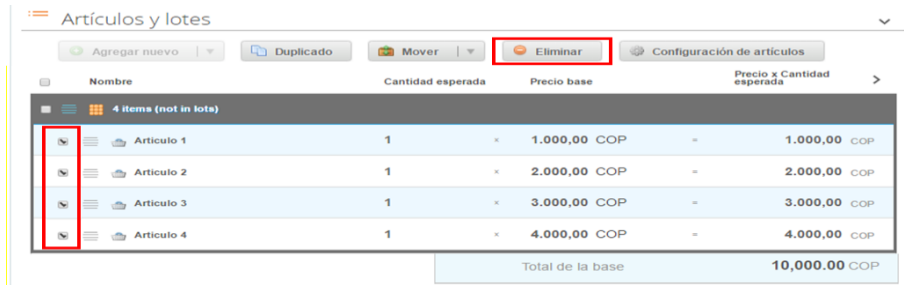 Artículos y lotes
Agregar nuevo Duplicado Mover Eliminar Configuración de artículos
Nombre Cantidad esperada Precio base Precio x Cantidad esperada
4 items (not in lots)
Articulo 1 1 × 1.000,00 COP = 1.000,00 COP
Articulo 2 1 × 2.000,00 COP = 2.000,00 COP
Articulo 3 1 × 3.000,00 COP = 3.000,00 COP
Articulo 4 1 × 4.000,00 COP = 4.000,00 COP
Total de la base 10,000.00 COP